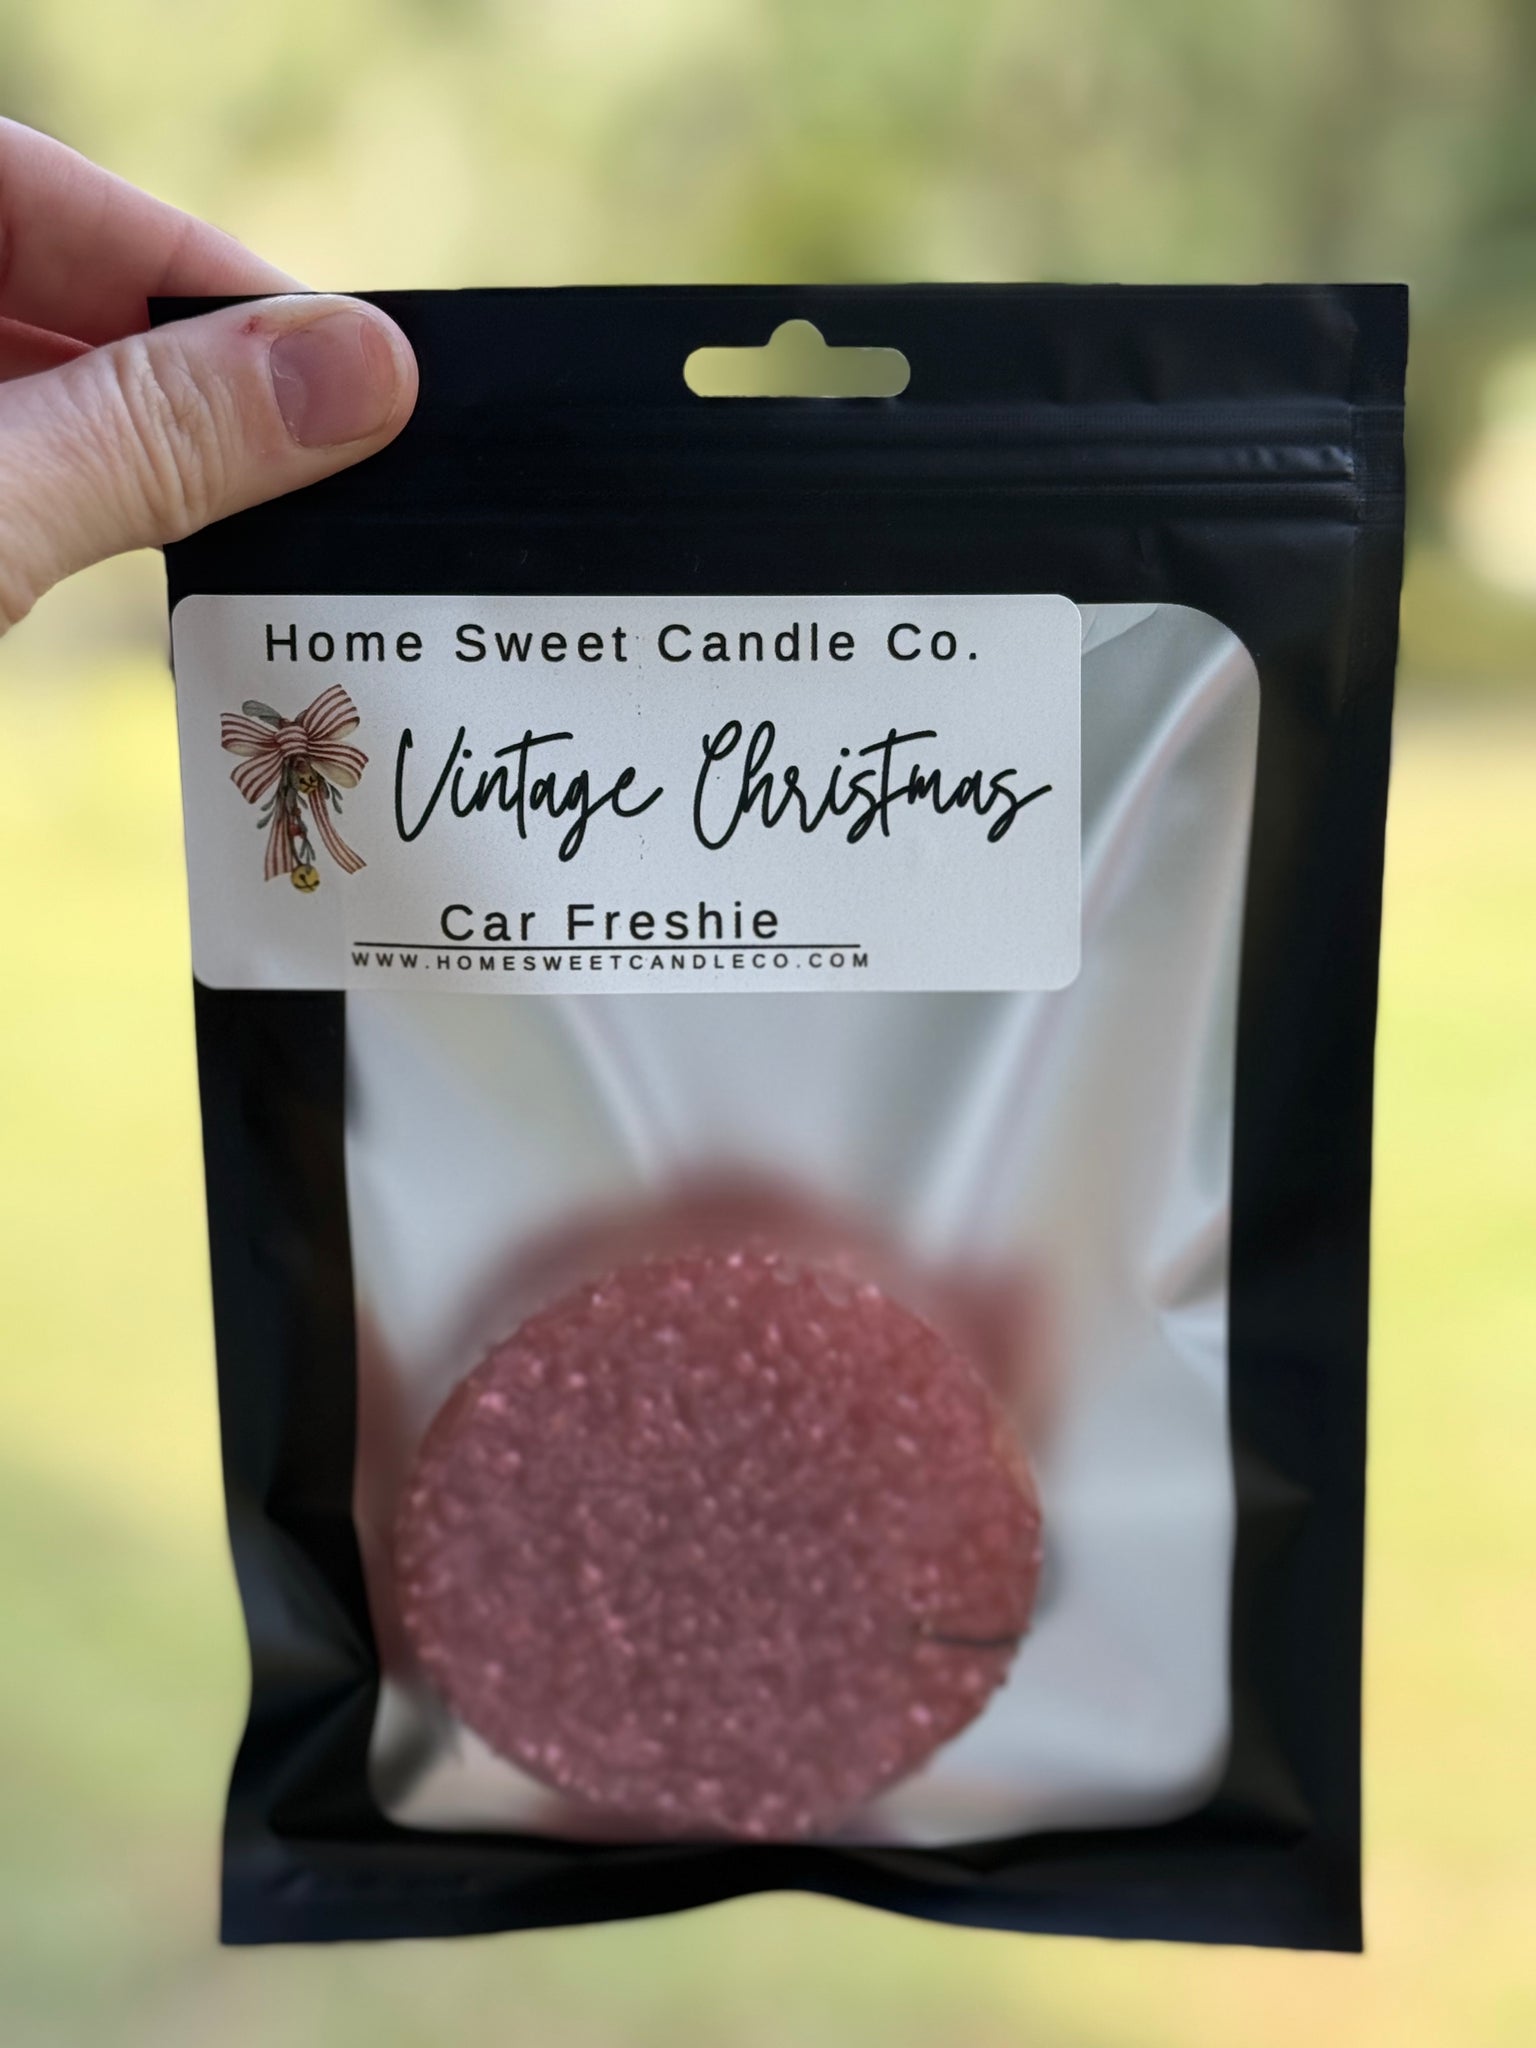 Home Sweet Candle Co.
Vintage Christmas
Car Freshie
WWW.HOMESWEETCANDLECO.COM